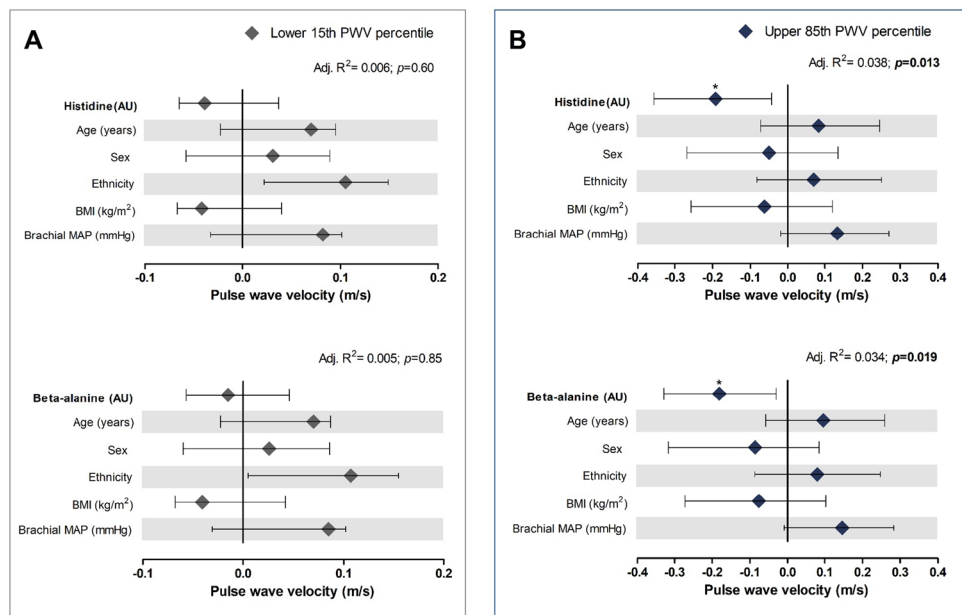 A
Lower 15th PWV percentile
Adj. R²= 0.006; p=0.60
Histidine(AU)
Age (years)
Sex
Ethnicity
BMI (kg/m²)
Brachial MAP (mmHg)
-0.1 0.0 0.1 0.2
Pulse wave velocity (m/s)
Adj. R²= 0.005; p=0.85
Beta-alanine (AU)
Age (years)
Sex
Ethnicity
BMI (kg/m²)
Brachial MAP (mmHg)
-0.1 0.0 0.1 0.2
Pulse wave velocity (m/s)
B
Upper 85th PWV percentile
Adj. R²= 0.038; p=0.013
*
Histidine (AU)
Age (years)
Sex
Ethnicity
BMI (kg/m²)
Brachial MAP (mmHg)
-0.4 -0.3 -0.2 -0.1 0.0 0.1 0.2 0.3 0.4
Pulse wave velocity (m/s)
Adj. R²= 0.034; p=0.019
*
Beta-alanine (AU)
Age (years)
Sex
Ethnicity
BMI (kg/m²)
Brachial MAP (mmHg)
-0.4 -0.3 -0.2 -0.1 0.0 0.1 0.2 0.3 0.4
Pulse wave velocity (m/s)